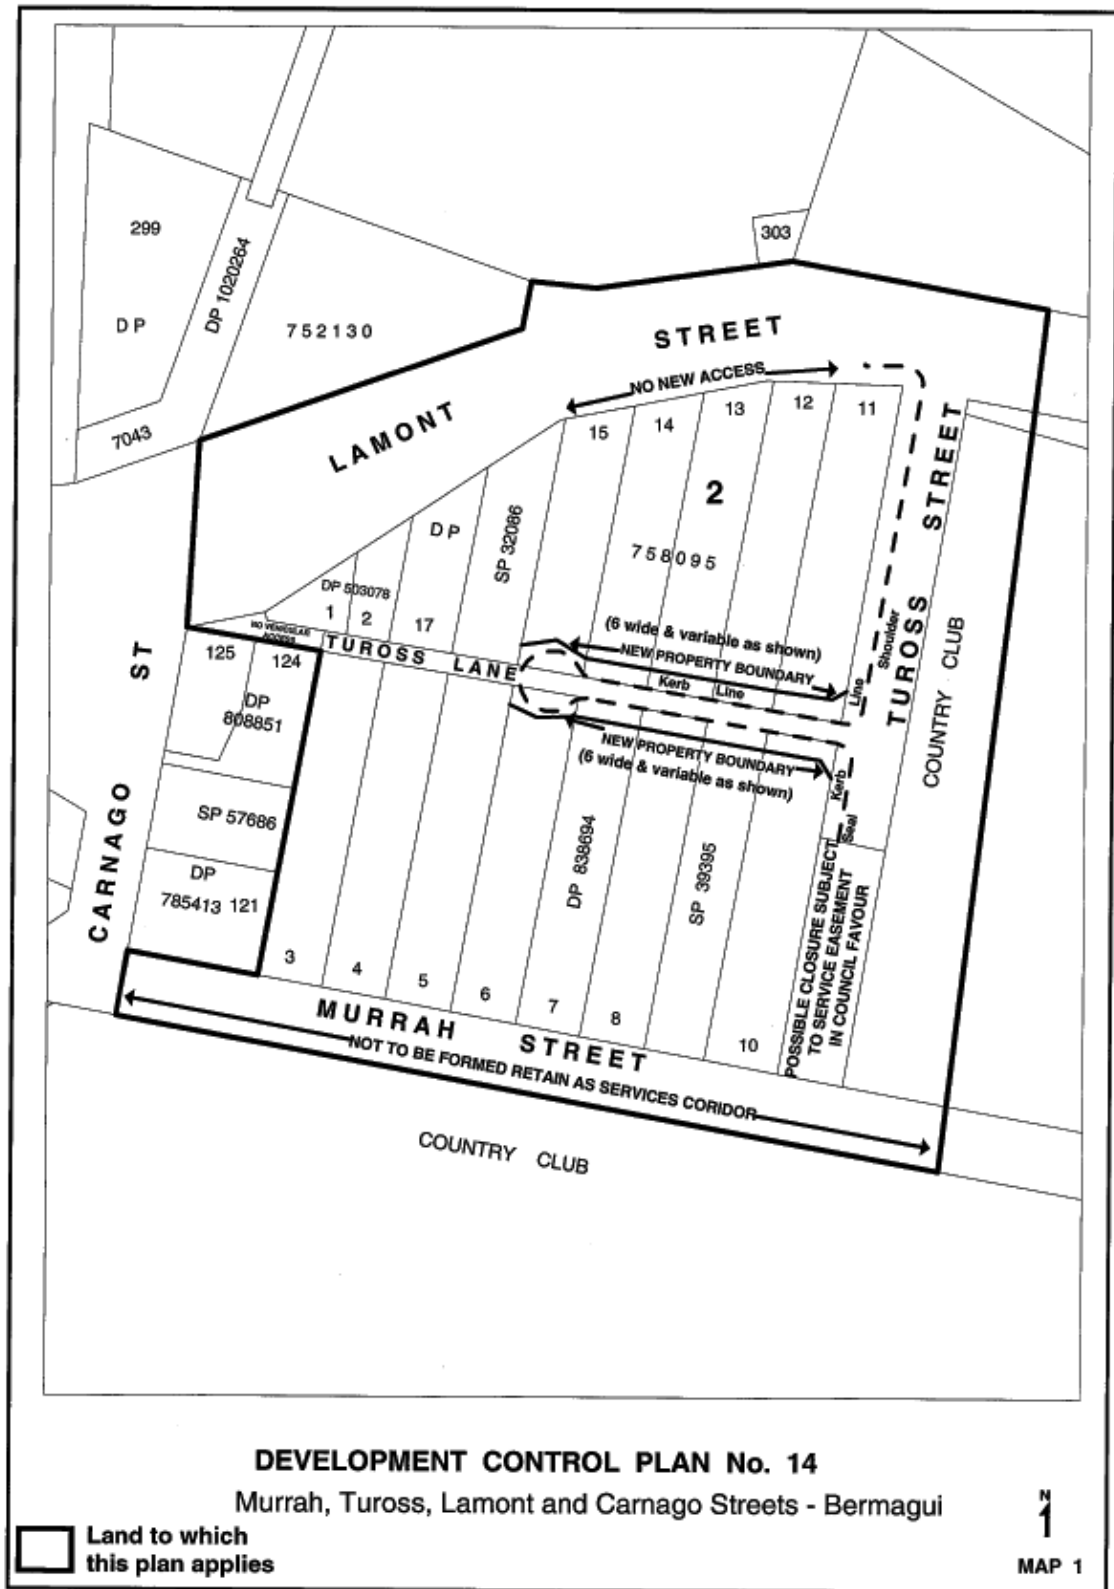 299
DP
DP 1020264
7043
752130
303
STREET
LAMONT
NO NEW ACCESS
15
14
13
12
11
2
758095
DP
SP 32086
DP 503078
1
2
17
NO VEHICULAR
ACCESS
TUROSS LANE
(6 wide & variable as shown)
NEW PROPERTY BOUNDARY
Kerb Line
Line
Shoulder
TUROSS STREET
COUNTRY CLUB
NEW PROPERTY BOUNDARY
(6 wide & variable as shown)
Kerb
Seal
125
124
DP
808851
SP 57686
DP
785413 121
CARNAGO ST
DP 838694
SP 39395
POSSIBLE CLOSURE SUBJECT
TO SERVICE EASEMENT
IN COUNCIL FAVOUR
3
4
5
6
7
8
10
MURRAH STREET
NOT TO BE FORMED RETAIN AS SERVICES CORIDOR
COUNTRY CLUB
DEVELOPMENT CONTROL PLAN No. 14
Murrah, Tuross, Lamont and Carnago Streets - Bermagui
Land to which
this plan applies
N
MAP 1